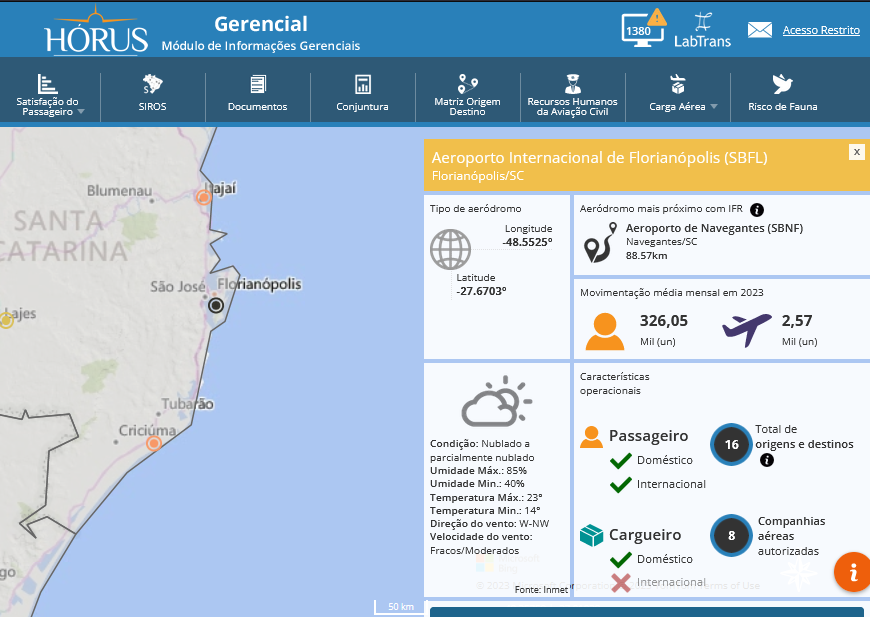 HÓRUS
Gerencial
Módulo de Informações Gerenciais
1380
LabTrans
Acesso Restrito
Satisfação do
Passageiro
SIROS
Documentos
Conjuntura
Matriz Origem
Destino
Recursos Humanos
da Aviação Civil
Carga Aérea
Risco de Fauna
Blumenau
Itajaí
SANTA
CATARINA
São José
Florianópolis
Lajes
Tubarão
Criciúma
go
50 km
Aeroporto Internacional de Florianópolis (SBFL)
x
Florianópolis/SC
Tipo de aeródromo
Longitude
-48.5525º
Latitude
-27.6703º
Aeródromo mais próximo com IFR
Aeroporto de Navegantes (SBNF)
Navegantes/SC
88.57km
Movimentação média mensal em 2023
326,05
Mil (un)
2,57
Mil (un)
Condição: Nublado a
parcialmente nublado
Umidade Máx.: 85%
Umidade Min.: 40%
Temperatura Máx.: 23°
Temperatura Min.: 14°
Direção do vento: W-NW
Velocidade do vento:
Fracos/Moderados
Fonte: Inmet
Características
operacionais
Passageiro
Doméstico
Internacional
16
Total de
origens e destinos
Cargueiro
Doméstico
Internacional
8
Companhias
aéreas
autorizadas
Terms of Use